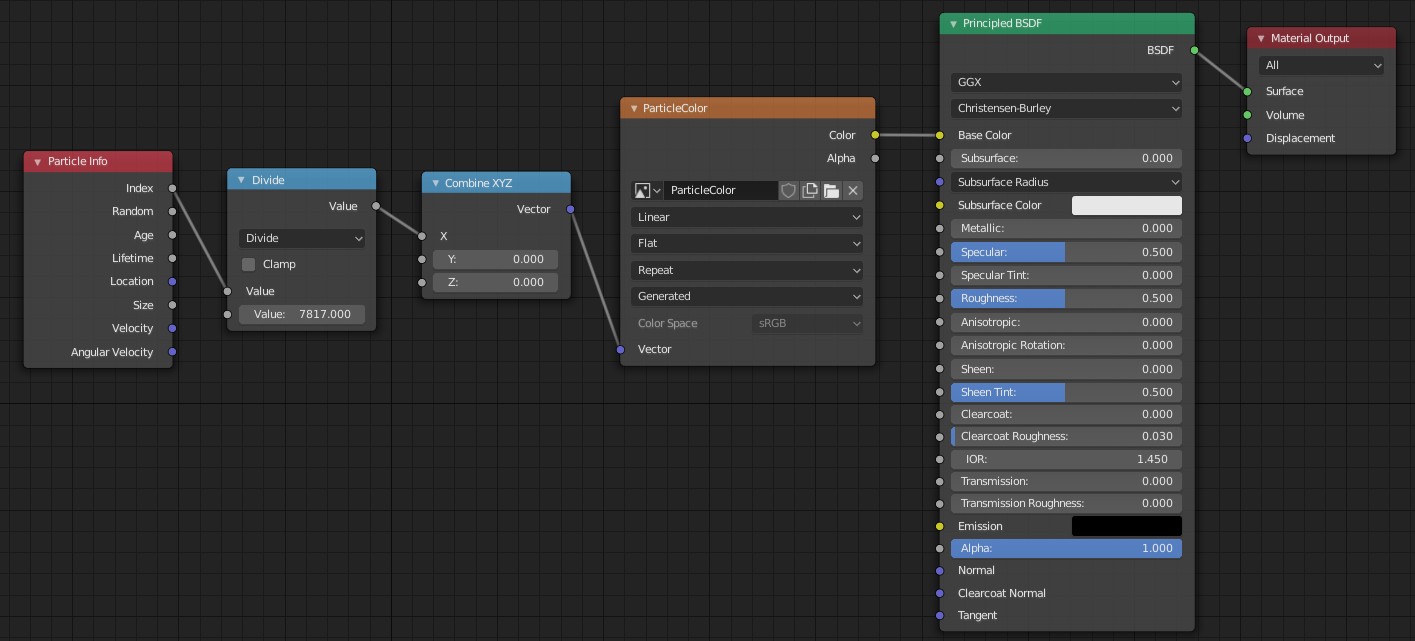 Particle Info
Index
Random
Age
Lifetime
Location
Size
Velocity
Angular Velocity
Divide
Value
Divide
Clamp
Value
Value: 7817.000
Combine XYZ
Vector
X
Y: 0.000
Z: 0.000
ParticleColor
Color
Alpha
ParticleColor
Linear
Flat
Repeat
Generated
Color Space sRGB
Vector
Principled BSDF
BSDF
GGX
Christensen-Burley
Base Color
Subsurface: 0.000
Subsurface Radius
Subsurface Color
Metallic: 0.000
Specular: 0.500
Specular Tint: 0.000
Roughness: 0.500
Anisotropic: 0.000
Anisotropic Rotation: 0.000
Sheen: 0.000
Sheen Tint: 0.500
Clearcoat: 0.000
Clearcoat Roughness: 0.030
IOR: 1.450
Transmission: 0.000
Transmission Roughness: 0.000
Emission
Alpha: 1.000
Normal
Clearcoat Normal
Tangent
Material Output
All
Surface
Volume
Displacement